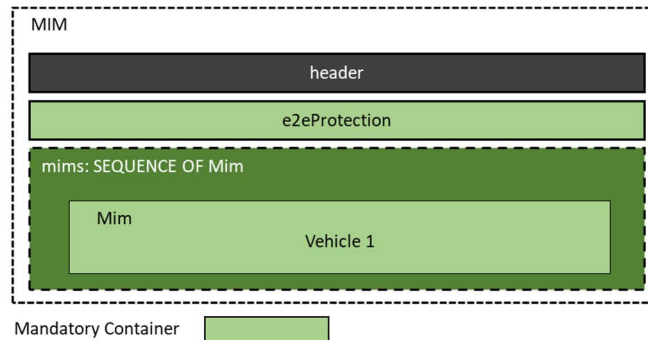 MIM
header
e2eProtection
mims: SEQUENCE OF Mim
Mim
Vehicle 1
Mandatory Container